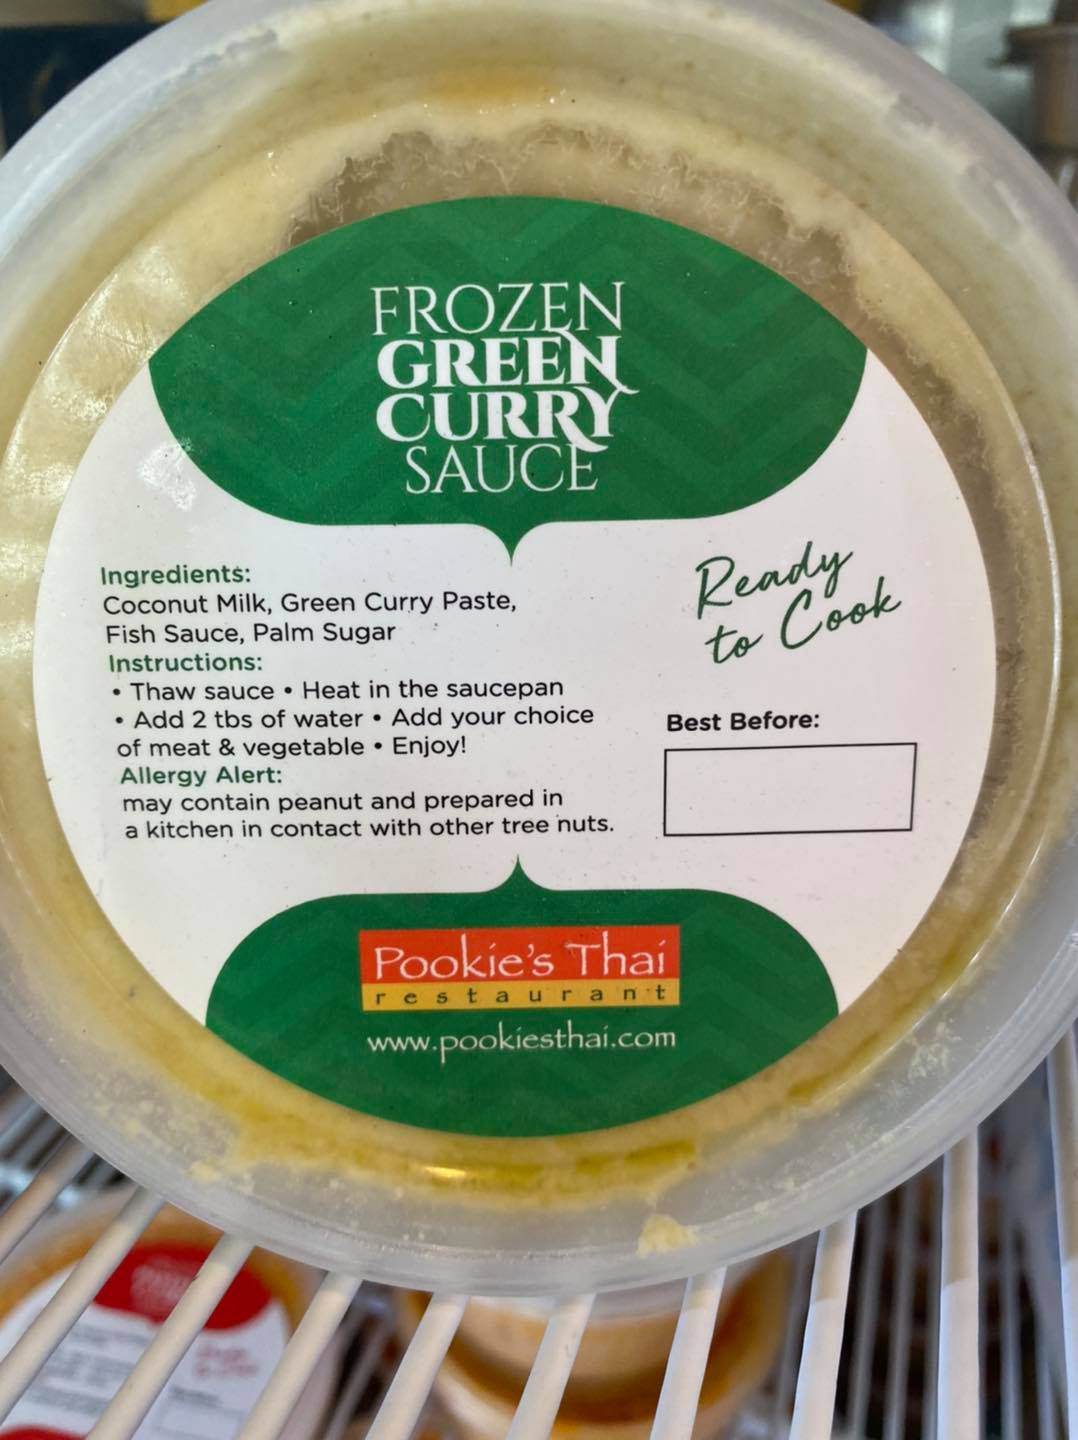 FROZEN
GREEN
CURRY
SAUCE
Ingredients:
Coconut Milk, Green Curry Paste,
Fish Sauce, Palm Sugar
Instructions:
• Thaw sauce • Heat in the saucepan
• Add 2 tbs of water • Add your choice
of meat & vegetable • Enjoy!
Allergy Alert:
may contain peanut and prepared in
a kitchen in contact with other tree nuts.
Ready
to Cook
Best Before:
Pookie's Thai
restaurant
www.pookiesthai.com